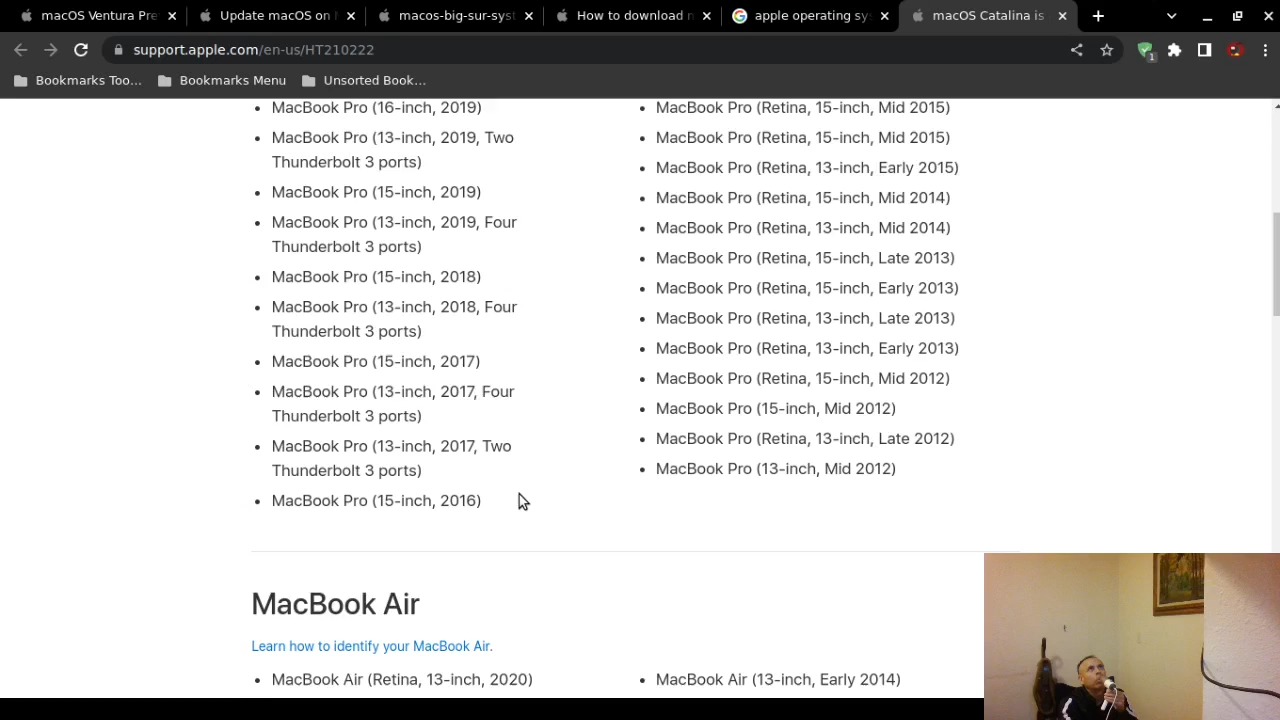 macOS Ventura Pre
Update macOS on
macos-big-sur-syst
How to download
apple operating sy
macOS Catalina is
support.apple.com/en-us/HT210222
1
Bookmarks Too...
Bookmarks Menu
Unsorted Book...
• MacBook Pro (16-inch, 2019)
• MacBook Pro (13-inch, 2019, Two
Thunderbolt 3 ports)
• MacBook Pro (15-inch, 2019)
• MacBook Pro (13-inch, 2019, Four
Thunderbolt 3 ports)
• MacBook Pro (15-inch, 2018)
• MacBook Pro (13-inch, 2018, Four
Thunderbolt 3 ports)
• MacBook Pro (15-inch, 2017)
• MacBook Pro (13-inch, 2017, Four
Thunderbolt 3 ports)
• MacBook Pro (13-inch, 2017, Two
Thunderbolt 3 ports)
• MacBook Pro (15-inch, 2016)
• MacBook Pro (Retina, 15-inch, Mid 2015)
• MacBook Pro (Retina, 15-inch, Mid 2015)
• MacBook Pro (Retina, 13-inch, Early 2015)
• MacBook Pro (Retina, 15-inch, Mid 2014)
• MacBook Pro (Retina, 13-inch, Mid 2014)
• MacBook Pro (Retina, 15-inch, Late 2013)
• MacBook Pro (Retina, 15-inch, Early 2013)
• MacBook Pro (Retina, 13-inch, Late 2013)
• MacBook Pro (Retina, 13-inch, Early 2013)
• MacBook Pro (Retina, 15-inch, Mid 2012)
• MacBook Pro (15-inch, Mid 2012)
• MacBook Pro (Retina, 13-inch, Late 2012)
• MacBook Pro (13-inch, Mid 2012)
MacBook Air
Learn how to identify your MacBook Air.
• MacBook Air (Retina, 13-inch, 2020)
• MacBook Air (13-inch, Early 2014)